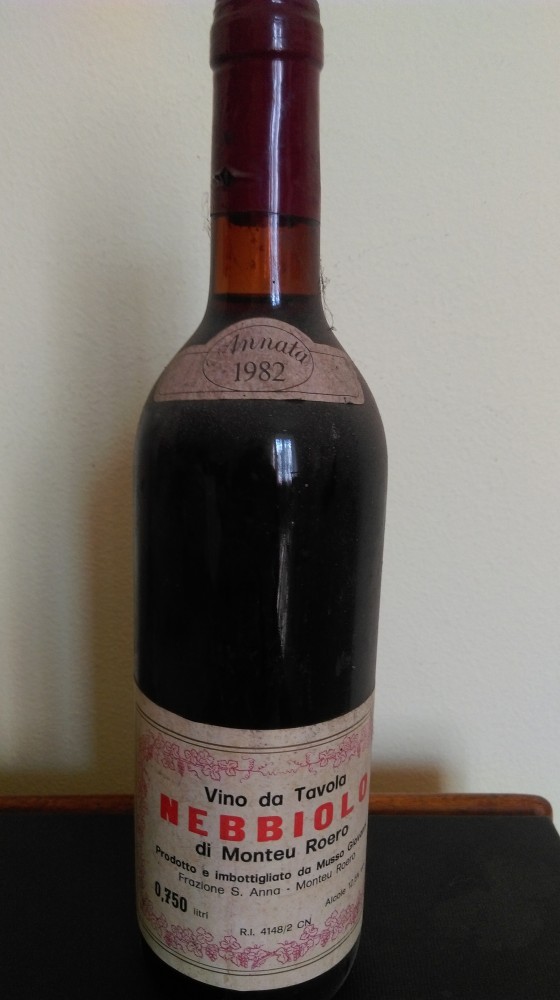 Annata
1982
Vino da Tavola
NEBBIOLO
di Monteu Roero
Prodotto e imbottigliato da Musso
Frazione S. Anna - Monteu Roero
0,750 litri
Alcole
R.I. 4148/2 CN